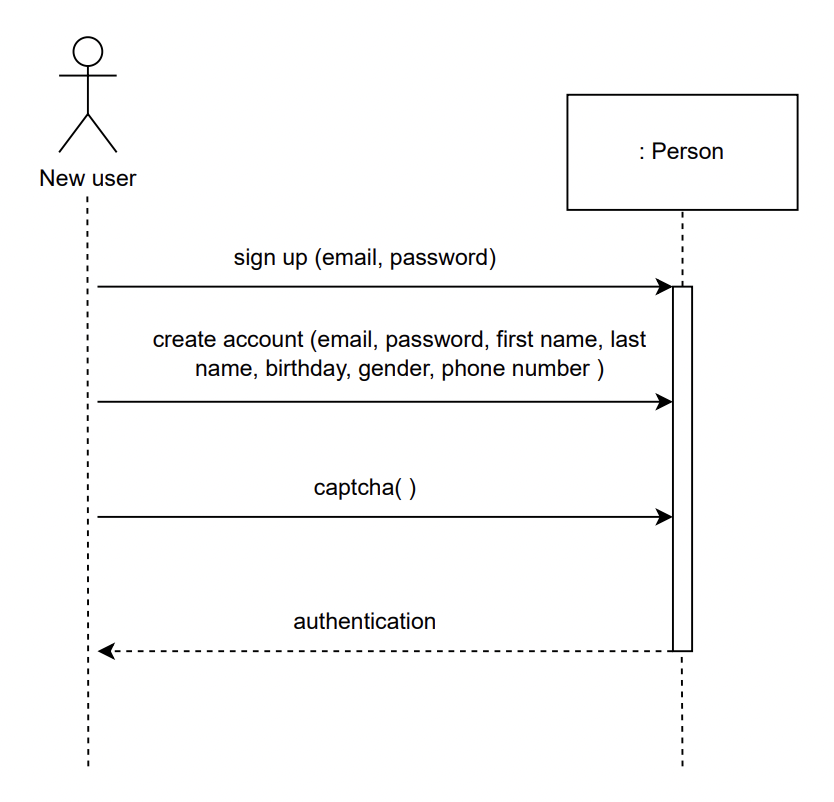 New user
: Person
sign up (email, password)
create account (email, password, first name, last
name, birthday, gender, phone number )
captcha( )
authentication